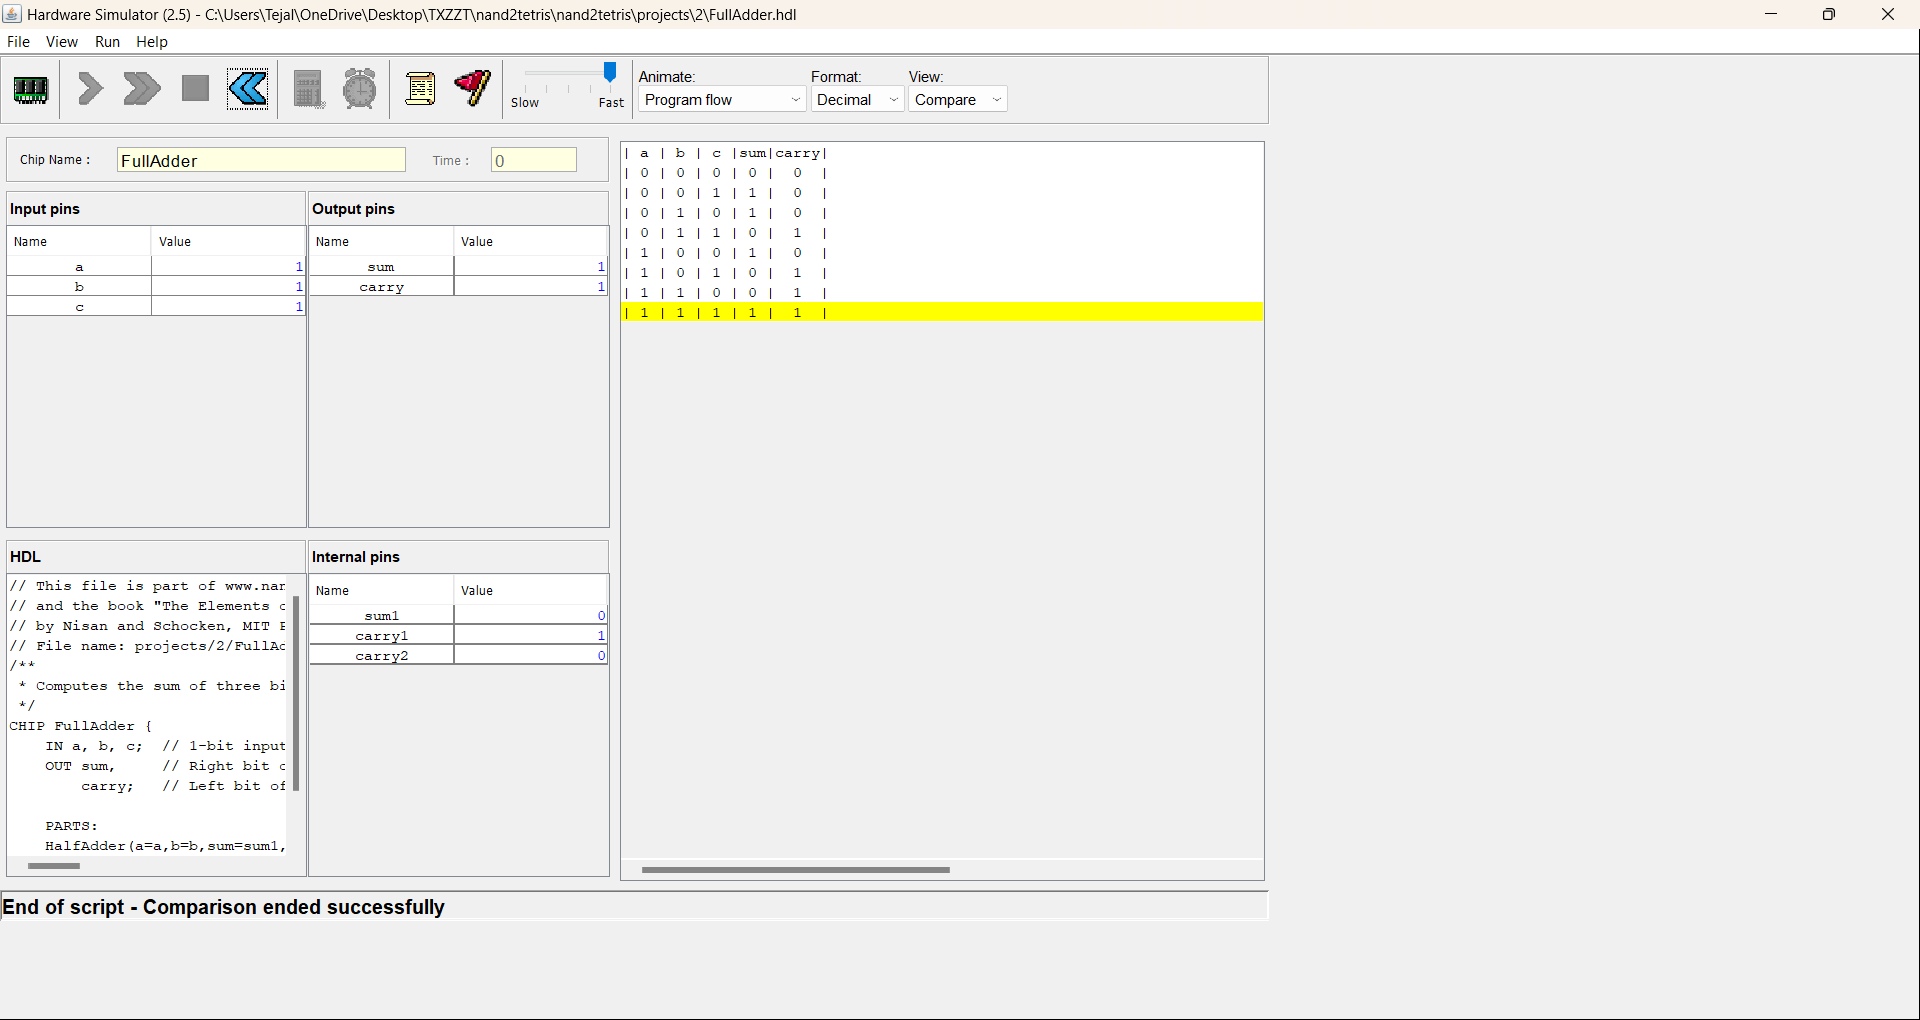 Hardware Simulator (2.5) - C:\Users\Tejal\OneDrive\Desktop\TXZZT\nand2tetris\nand2tetris\projects\2\FullAdder.hdl
File View Run Help
Slow Fast
Animate: Format: View:
Program flow Decimal Compare
Chip Name : FullAdder Time : 0
Input pins
Name Value
a 1
b 1
c 1
Output pins
Name Value
sum 1
carry 1
HDL
// This file is part of www.nan
// and the book "The Elements o
// by Nisan and Schocken, MIT P
// File name: projects/2/FullAd
/**
* Computes the sum of three bi
*/
CHIP FullAdder {
IN a, b, c; // 1-bit input
OUT sum, // Right bit o
carry; // Left bit of
PARTS:
HalfAdder(a=a,b=b,sum=sum1,
Internal pins
Name Value
sum1 0
carry1 1
carry2 0
| a | b | c |sum|carry|
| 0 | 0 | 0 | 0 | 0 |
| 0 | 0 | 1 | 1 | 0 |
| 0 | 1 | 0 | 1 | 0 |
| 0 | 1 | 1 | 0 | 1 |
| 1 | 0 | 0 | 1 | 0 |
| 1 | 0 | 1 | 0 | 1 |
| 1 | 1 | 0 | 0 | 1 |
| 1 | 1 | 1 | 1 | 1 |
End of script - Comparison ended successfully